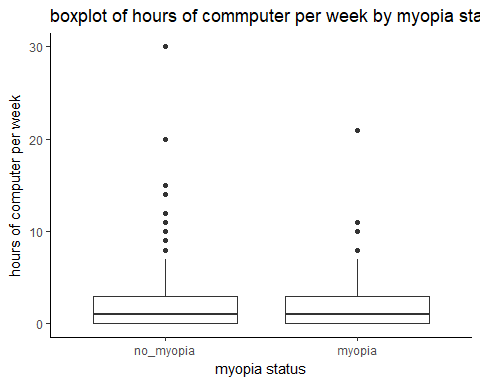 boxplot of hours of commputer per week by myopia sta
hours of computer per week
30
20
10
0
no_myopia
myopia
myopia status